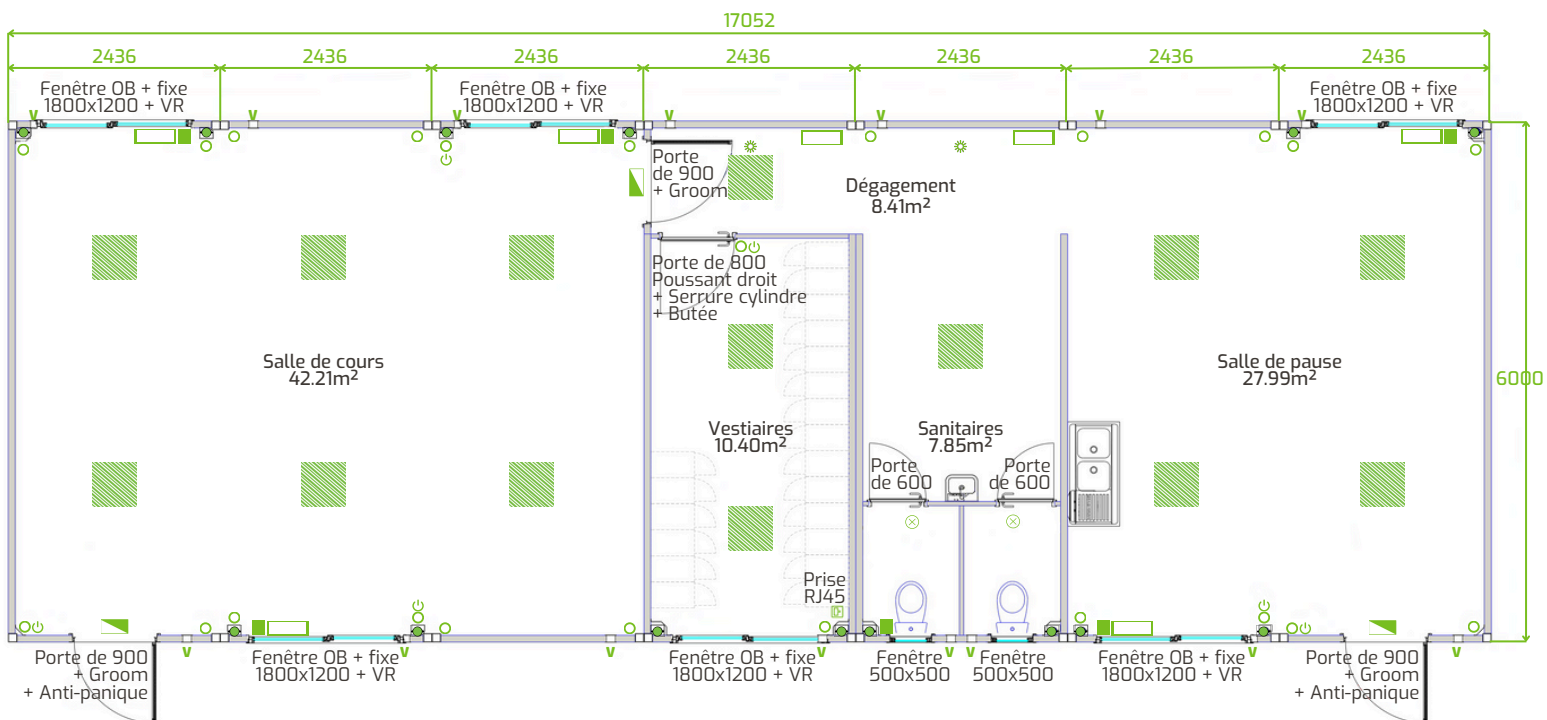 17052
2436
2436
2436
2436
2436
2436
2436
Fenêtre OB + fixe
1800x1200 + VR
Fenêtre OB + fixe
1800x1200 + VR
Fenêtre OB + fixe
1800x1200 + VR
Porte
de 900
+ Groom
Dégagement
8.41m²
Porte de 800
Poussant droit
+ Serrure cylindre
+ Butée
Salle de cours
42.21m²
Salle de pause
27.99m²
6000
Vestiaires
10.40m²
Sanitaires
7.85m²
Porte
de 600
Porte
de 600
Prise
RJ45
Porte de 900
+ Groom
+ Anti-panique
Fenêtre OB + fixe
1800x1200 + VR
Fenêtre OB + fixe
1800x1200 + VR
Fenêtre
500x500
Fenêtre
500x500
Fenêtre OB + fixe
1800x1200 + VR
Porte de 900
+ Groom
+ Anti-panique